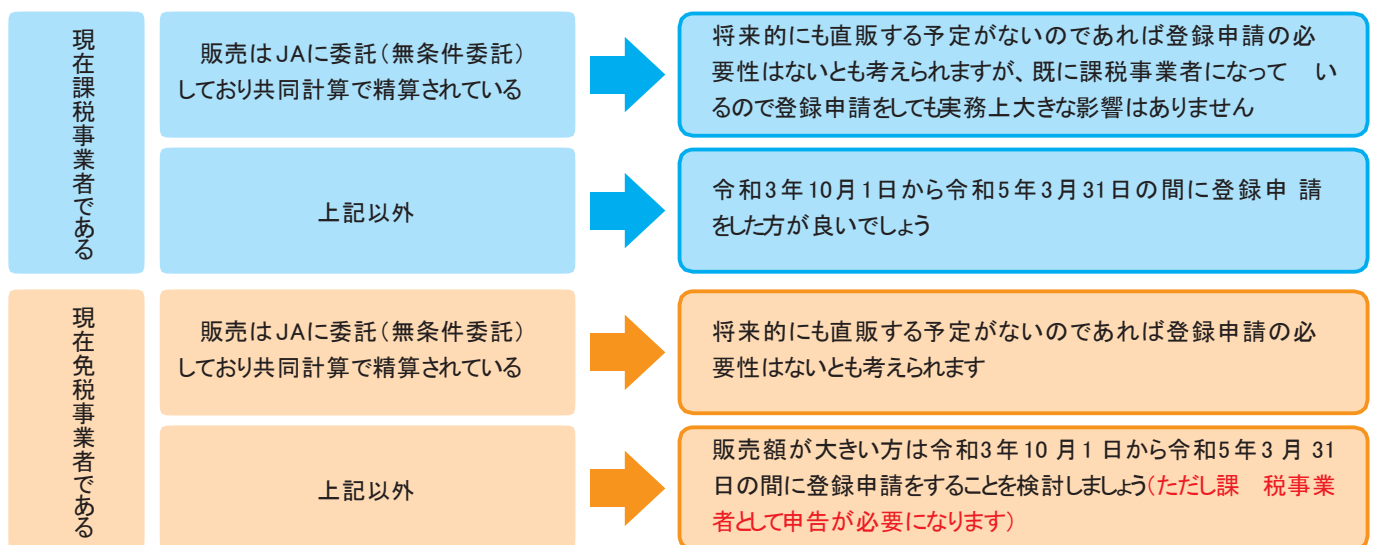 現在課税事業者である
販売はJAに委託（無条件委託）
しており共同計算で精算されている
将来的にも直販する予定がないのであれば登録申請の必
要性はないとも考えられますが、既に課税事業者になって い
るので登録申請をしても実務上大きな影響はありません
上記以外
令和3年10月1日から令和5年3月31日の間に登録申 請
をした方が良いでしょう
現在免税事業者である
販売はJAに委託（無条件委託）
しており共同計算で精算されている
将来的にも直販する予定がないのであれば登録申請の必
要性はないとも考えられます
上記以外
販売額が大きい方は令和3年10 月1 日から令和5年3 月 31
日の間に登録申請をすることを検討しましょう（ただし課 税事業
者として申告が必要になります）